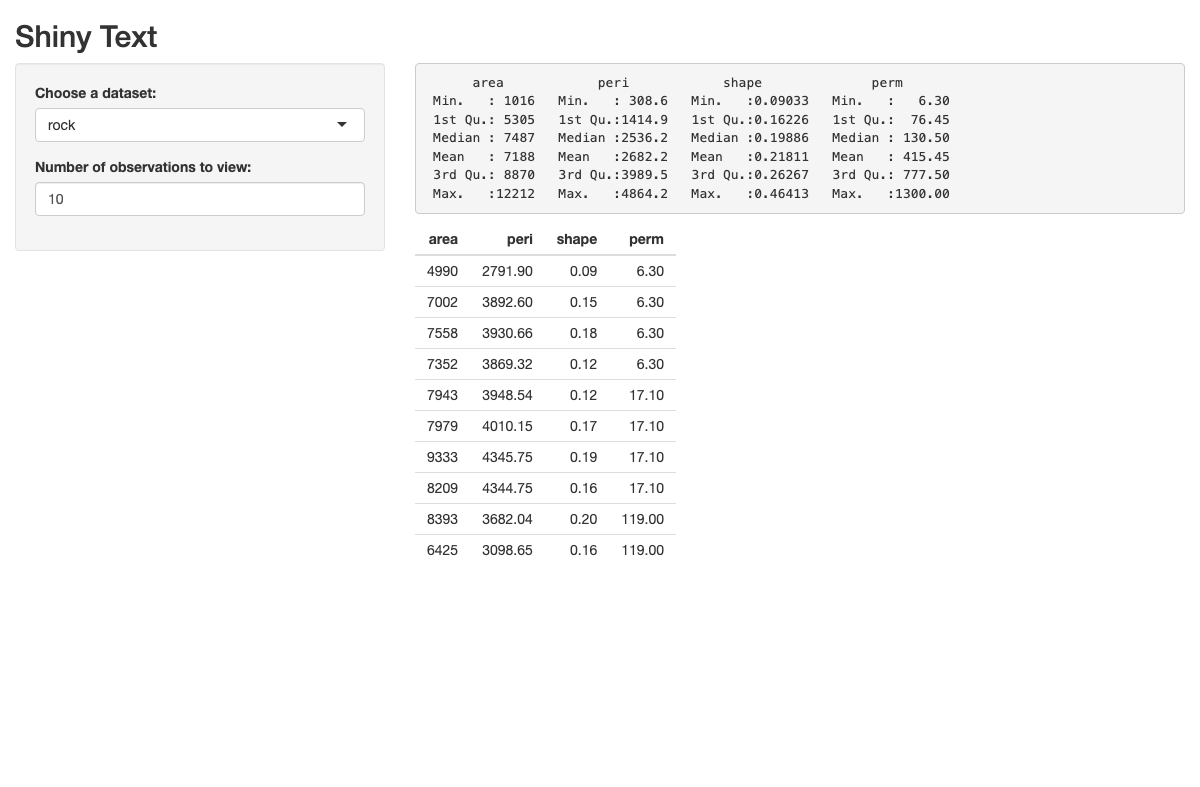 Shiny Text
Choose a dataset:
rock
Number of observations to view:
10
area peri shape perm
Min. : 1016 Min. : 308.6 Min. :0.09033 Min. : 6.30
1st Qu.: 5305 1st Qu.:1414.9 1st Qu.:0.16226 1st Qu.: 76.45
Median : 7487 Median :2536.2 Median :0.19886 Median : 130.50
Mean : 7188 Mean :2682.2 Mean :0.21811 Mean : 415.45
3rd Qu.: 8870 3rd Qu.:3989.5 3rd Qu.:0.26267 3rd Qu.: 777.50
Max. :12212 Max. :4864.2 Max. :0.46413 Max. :1300.00
area peri shape perm
4990 2791.90 0.09 6.30
7002 3892.60 0.15 6.30
7558 3930.66 0.18 6.30
7352 3869.32 0.12 6.30
7943 3948.54 0.12 17.10
7979 4010.15 0.17 17.10
9333 4345.75 0.19 17.10
8209 4344.75 0.16 17.10
8393 3682.04 0.20 119.00
6425 3098.65 0.16 119.00